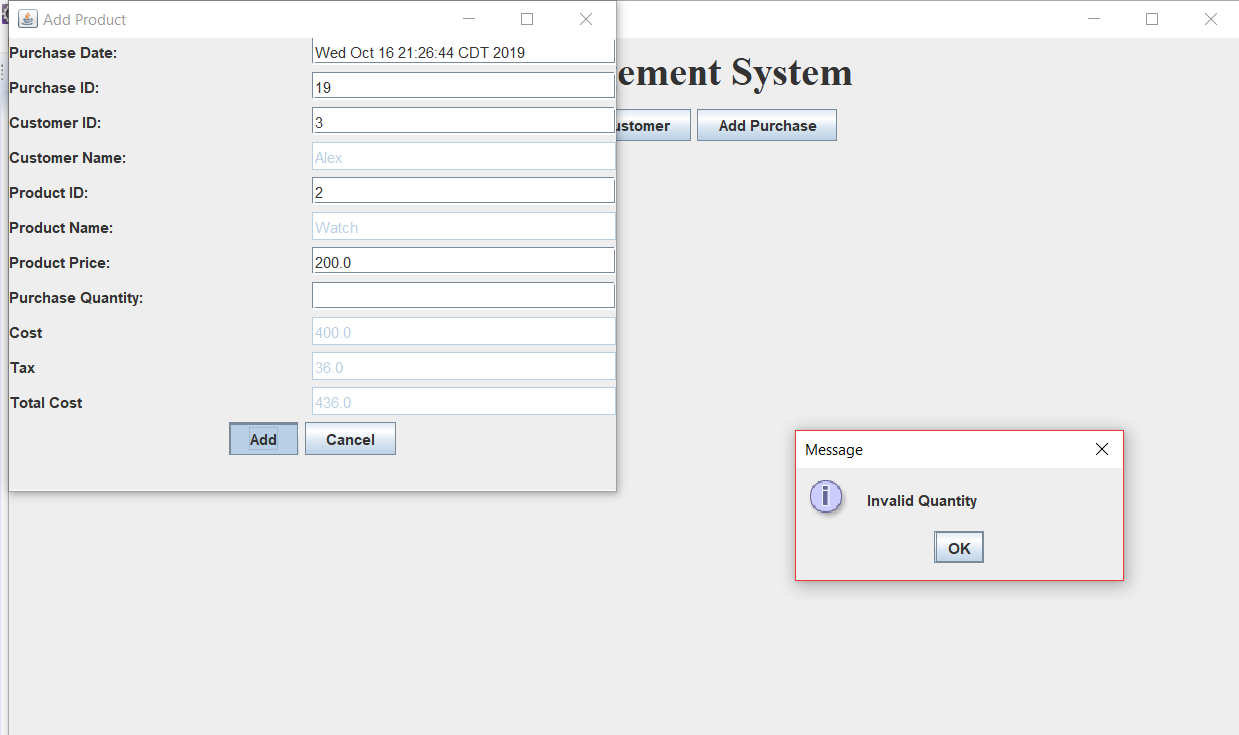 Add Product
Purchase Date: Wed Oct 16 21:26:44 CDT 2019
ement System
Purchase ID: 19
Customer ID: 3
ustomer Add Purchase
Customer Name: Alex
Product ID: 2
Product Name: Watch
Product Price: 200.0
Purchase Quantity:
Cost 400.0
Tax 36.0
Total Cost 436.0
Add Cancel
Message
Invalid Quantity
OK